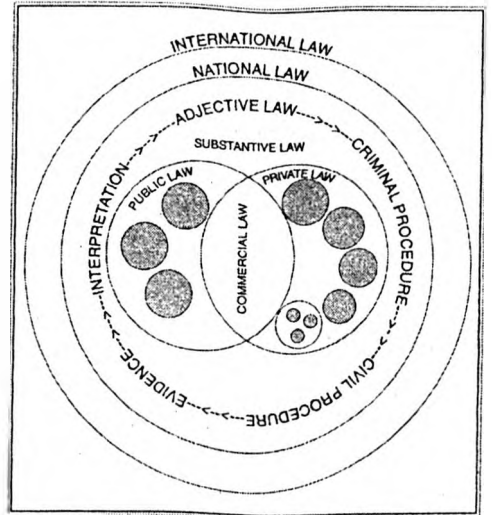 INTERNATIONAL LAW
NATIONAL LAW
ADJECTIVE LAW
SUBSTANTIVE LAW
CRIMINAL PROCEDURE
CIVIL PROCEDURE
EVIDENCE
INTERPRETATION
PUBLIC LAW
PRIVATE LAW
COMMERCIAL LAW